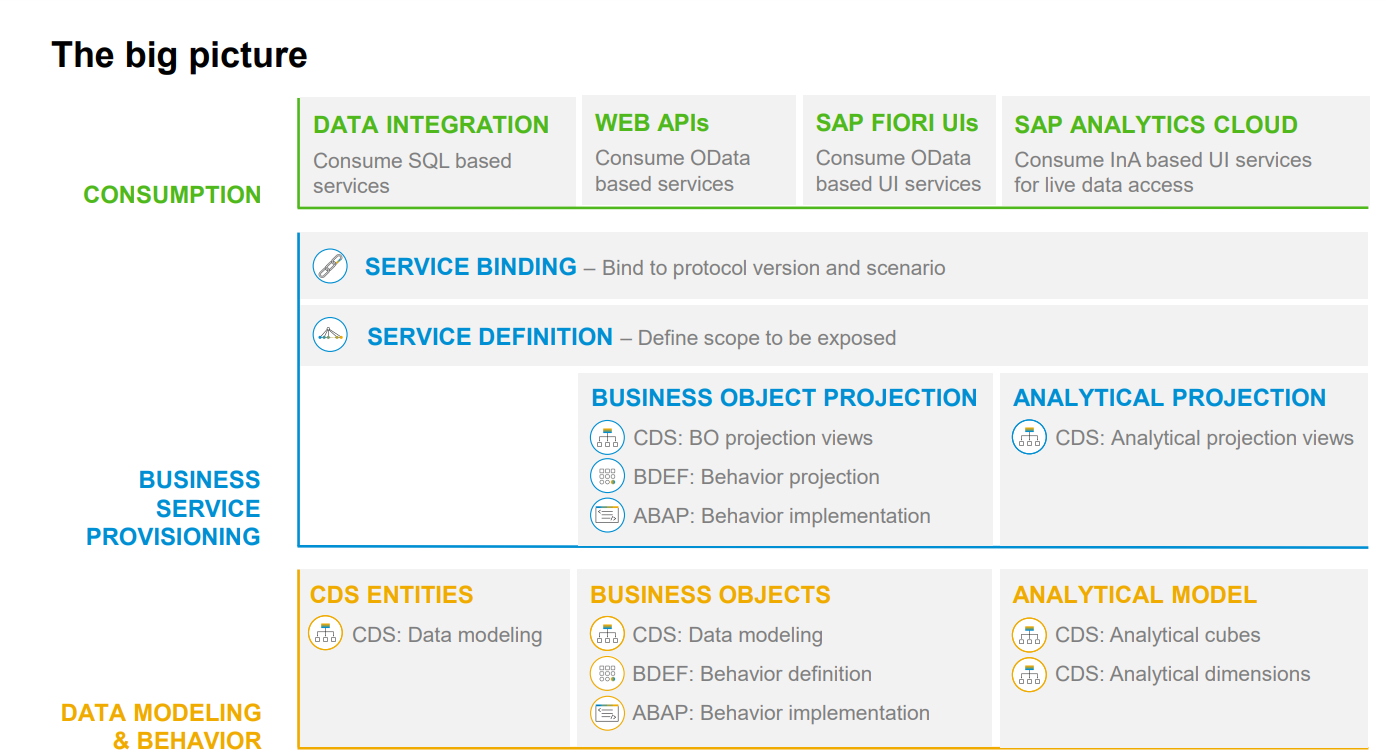 The big picture
CONSUMPTION
DATA INTEGRATION
Consume SQL based
services
WEB APIs
Consume OData
based services
SAP FIORI UIs
Consume OData
based UI services
SAP ANALYTICS CLOUD
Consume InA based UI services
for live data access
BUSINESS
SERVICE
PROVISIONING
SERVICE BINDING – Bind to protocol version and scenario
SERVICE DEFINITION – Define scope to be exposed
BUSINESS OBJECT PROJECTION
CDS: BO projection views
BDEF: Behavior projection
ABAP: Behavior implementation
ANALYTICAL PROJECTION
CDS: Analytical projection views
DATA MODELING
& BEHAVIOR
CDS ENTITIES
CDS: Data modeling
BUSINESS OBJECTS
CDS: Data modeling
BDEF: Behavior definition
ABAP: Behavior implementation
ANALYTICAL MODEL
CDS: Analytical cubes
CDS: Analytical dimensions